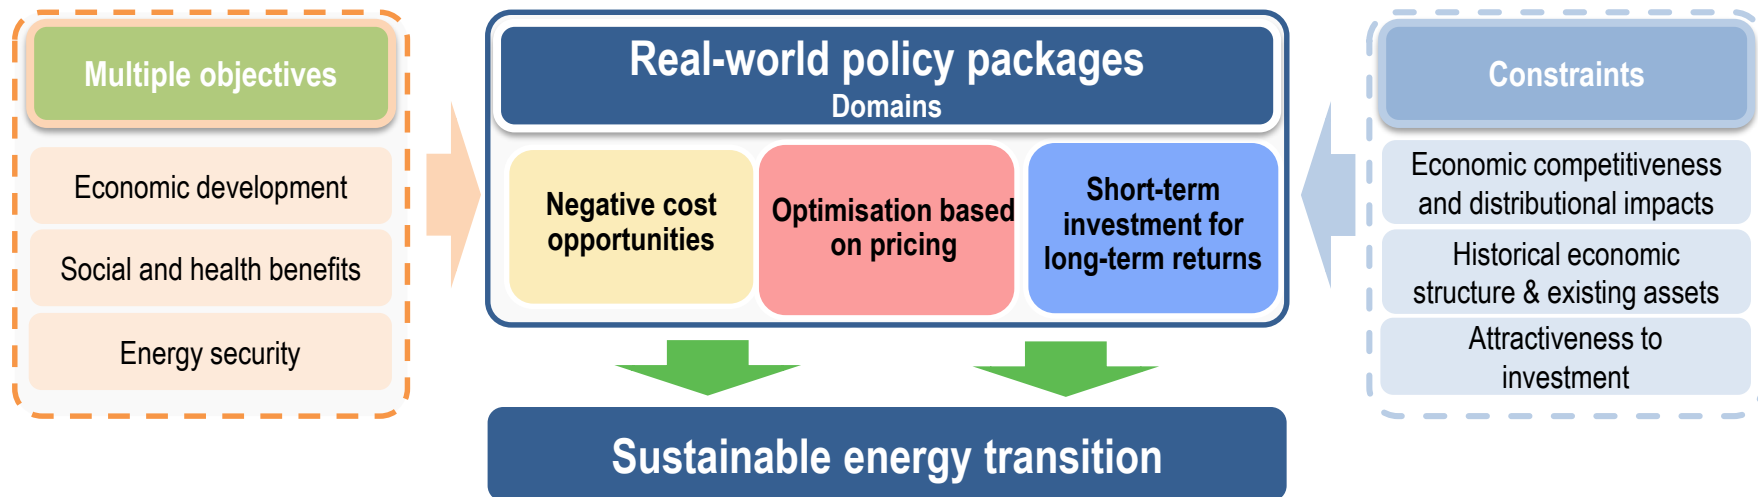 Multiple objectives
Economic development
Social and health benefits
Energy security
Real-world policy packages
Domains
Negative cost
opportunities
Optimisation based
on pricing
Short-term
investment for
long-term returns
Constraints
Economic competitiveness
and distributional impacts
Historical economic
structure & existing assets
Attractiveness to
investment
Sustainable energy transition